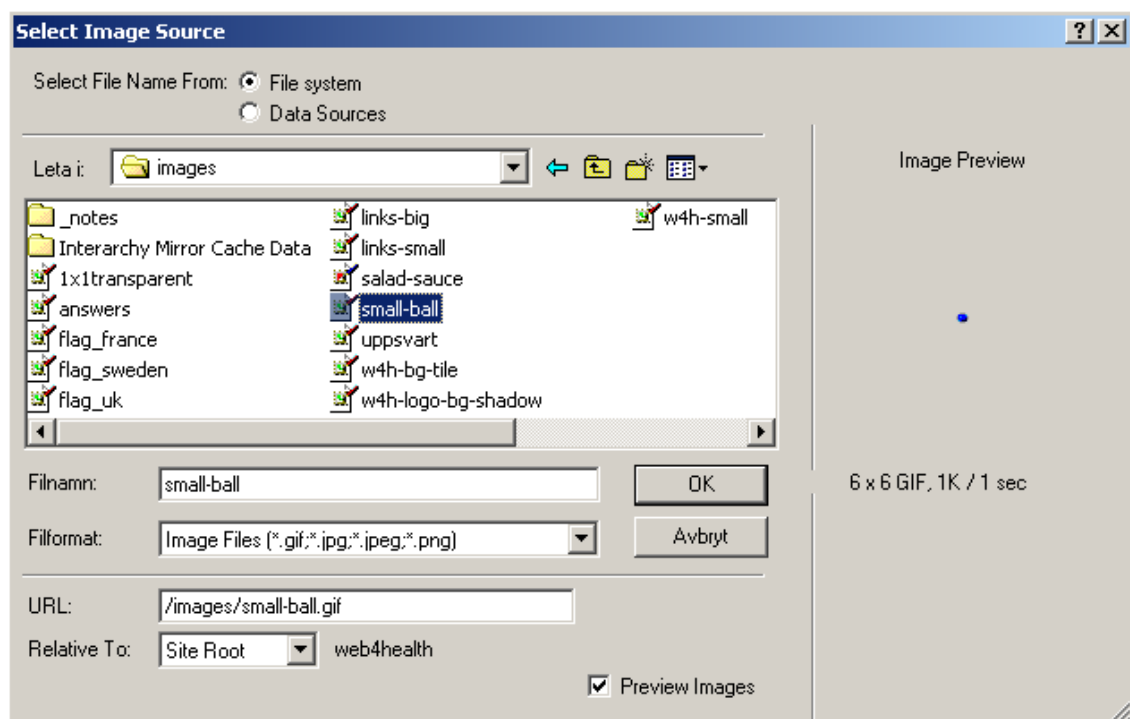 Select Image Source
Select File Name From: File system
Data Sources
Leta i: images
Image Preview
_notes
Interarchy Mirror Cache Data
1x1transparent
answers
flag_france
flag_sweden
flag_uk
links-big
links-small
salad-sauce
small-ball
uppsvart
w4h-bg-tile
w4h-logo-bg-shadow
w4h-small
Filnamn: small-ball OK
6 x 6 GIF, 1K / 1 sec
Filformat: Image Files (*.gif;*.jpg;*.jpeg;*.png) Avbryt
URL: /images/small-ball.gif
Relative To: Site Root web4health
Preview Images